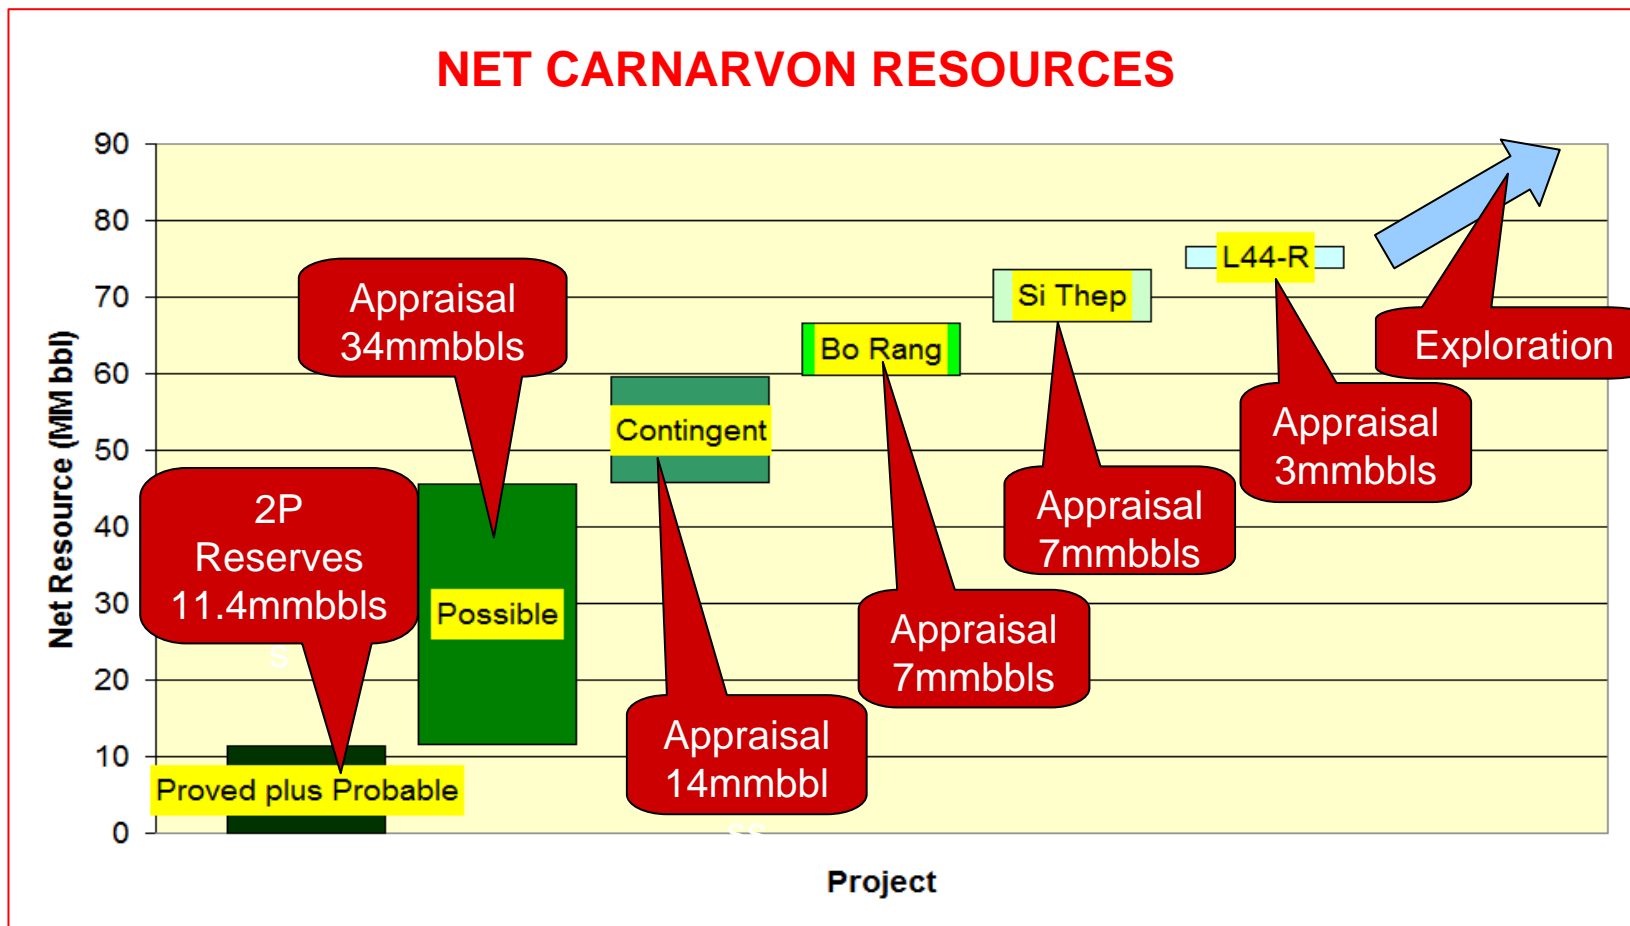 NET CARNARVON RESOURCES
Net Resource (MM bbl)
90
80
70
60
50
40
30
20
10
0
2P
Reserves
11.4mmbbls
s
Proved plus Probable
Appraisal
34mmbbls
Possible
Contingent
Appraisal
14mmbbl
ss
Bo Rang
Appraisal
7mmbbls
Si Thep
Appraisal
7mmbbls
L44-R
Appraisal
3mmbbls
Exploration
Project